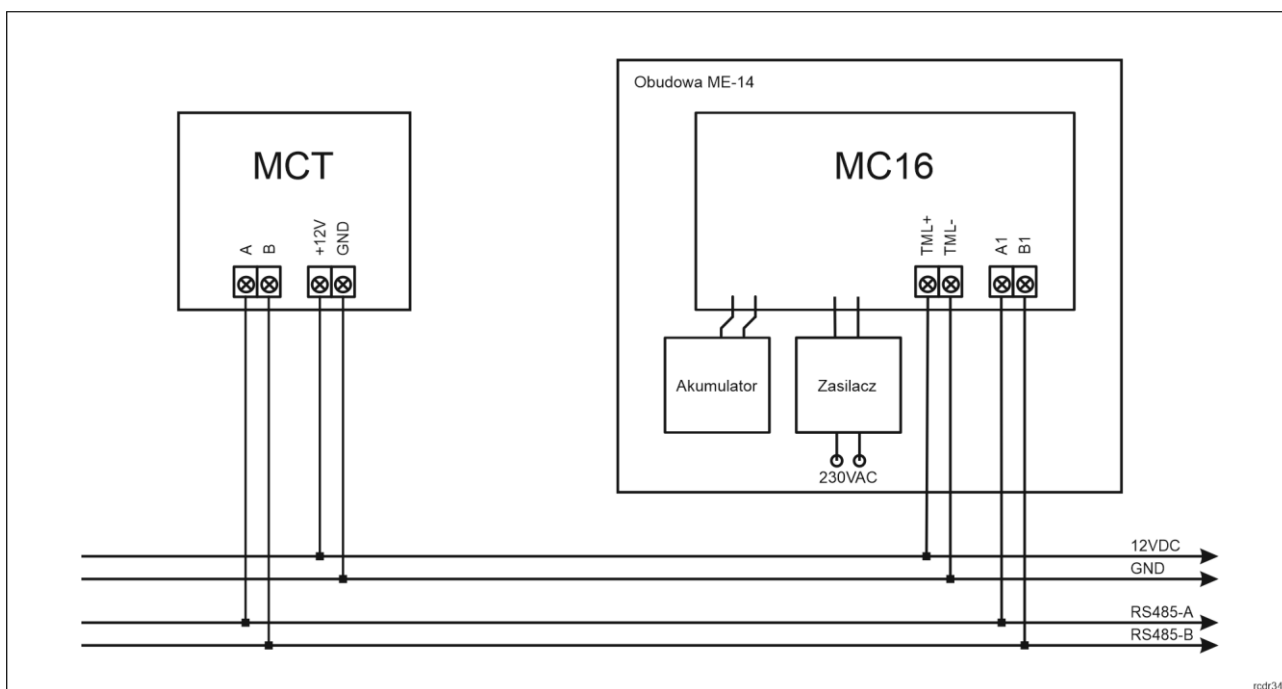 Obudowa ME-14
MCT
MC16
A
B
+12V
GND
TML+
TML-
A1
B1
Akumulator
Zasilacz
230VAC
12VDC
GND
RS485-A
RS485-B
rcdr34